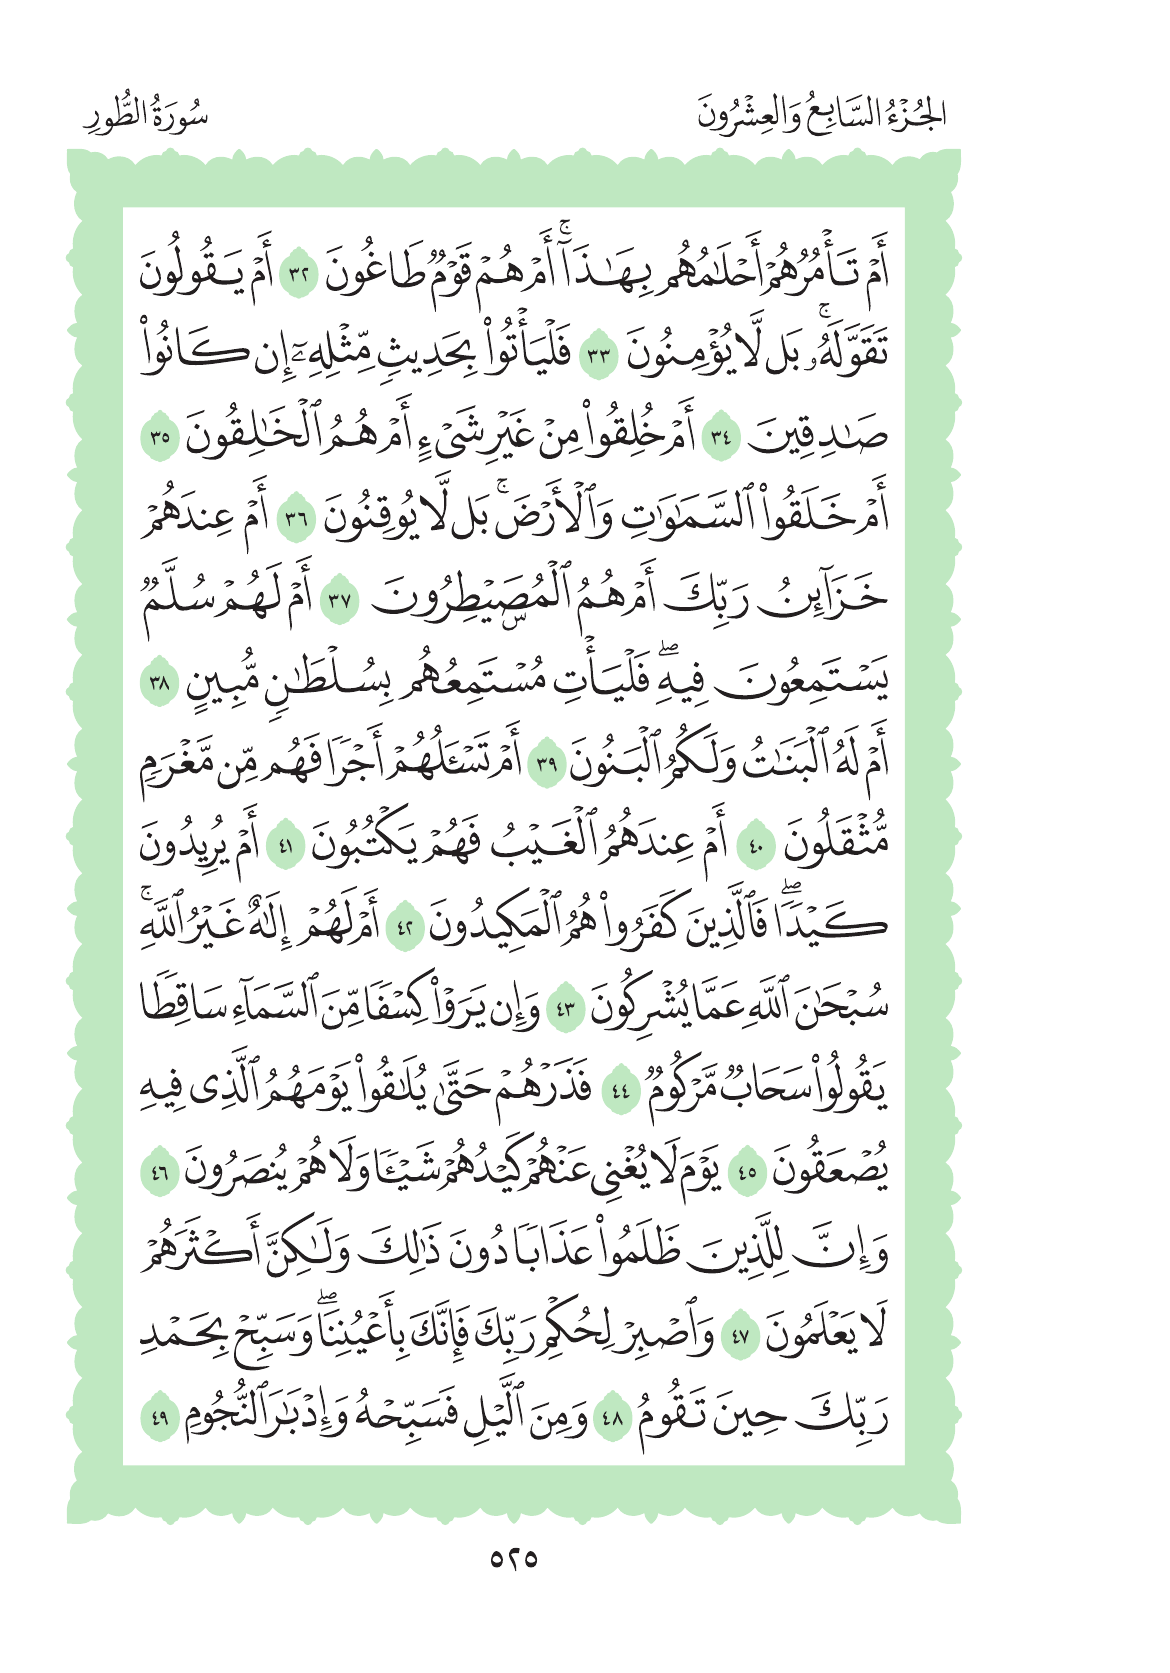 الجُزْءُ السَّابِعُ وَالعِشْرُونَ
سُورَةُ الطُّورِ
أَمْ تَأْمُرُهُمْ أَحْلَٰمُهُم بِهَٰذَآۚ أَمْ هُمْ قَوْمٌ طَاغُونَ ٣٢ أَمْ يَقُولُونَ
تَقَوَّلَهُۥۚ بَل لَّا يُؤْمِنُونَ ٣٣ فَلْيَأْتُوا۟ بِحَدِيثٍ مِّثْلِهِۦٓ إِن كَانُوا۟
صَٰدِقِينَ ٣٤ أَمْ خُلِقُوا۟ مِنْ غَيْرِ شَىْءٍ أَمْ هُمُ ٱلْخَٰلِقُونَ ٣٥
أَمْ خَلَقُوا۟ ٱلسَّمَٰوَٰتِ وَٱلْأَرْضَۚ بَل لَّا يُوقِنُونَ ٣٦ أَمْ عِندَهُمْ
خَزَآئِنُ رَبِّكَ أَمْ هُمُ ٱلْمُصَۣيْطِرُونَ ٣٧ أَمْ لَهُمْ سُلَّمٌ
يَسْتَمِعُونَ فِيهِۖ فَلْيَأْتِ مُسْتَمِعُهُم بِسُلْطَٰنٍ مُّبِينٍ ٣٨
أَمْ لَهُ ٱلْبَنَٰتُ وَلَكُمُ ٱلْبَنُونَ ٣٩ أَمْ تَسْـَٔلُهُمْ أَجْرًا فَهُم مِّن مَّغْرَمٍ
مُّثْقَلُونَ ٤٠ أَمْ عِندَهُمُ ٱلْغَيْبُ فَهُمْ يَكْتُبُونَ ٤١ أَمْ يُرِيدُونَ
كَيْدًاۖ فَٱلَّذِينَ كَفَرُوا۟ هُمُ ٱلْمَكِيدُونَ ٤٢ أَمْ لَهُمْ إِلَٰهٌ غَيْرُ ٱللَّهِۚ
سُبْحَٰنَ ٱللَّهِ عَمَّا يُشْرِكُونَ ٤٣ وَإِن يَرَوْا۟ كِسْفًا مِّنَ ٱلسَّمَآءِ سَاقِطًا
يَقُولُوا۟ سَحَابٌ مَّرْكُومٌ ٤٤ فَذَرْهُمْ حَتَّىٰ يُلَٰقُوا۟ يَوْمَهُمُ ٱلَّذِى فِيهِ
يُصْعَقُونَ ٤٥ يَوْمَ لَا يُغْنِى عَنْهُمْ كَيْدُهُمْ شَيْـًٔا وَلَا هُمْ يُنصَرُونَ ٤٦
وَإِنَّ لِلَّذِينَ ظَلَمُوا۟ عَذَابًا دُونَ ذَٰلِكَ وَلَٰكِنَّ أَكْثَرَهُمْ
لَا يَعْلَمُونَ ٤٧ وَٱصْبِرْ لِحُكْمِ رَبِّكَ فَإِنَّكَ بِأَعْيُنِنَاۖ وَسَبِّحْ بِحَمْدِ
رَبِّكَ حِينَ تَقُومُ ٤٨ وَمِنَ ٱلَّيْلِ فَسَبِّحْهُ وَإِدْبَٰرَ ٱلنُّجُومِ ٤٩
٥٢٥